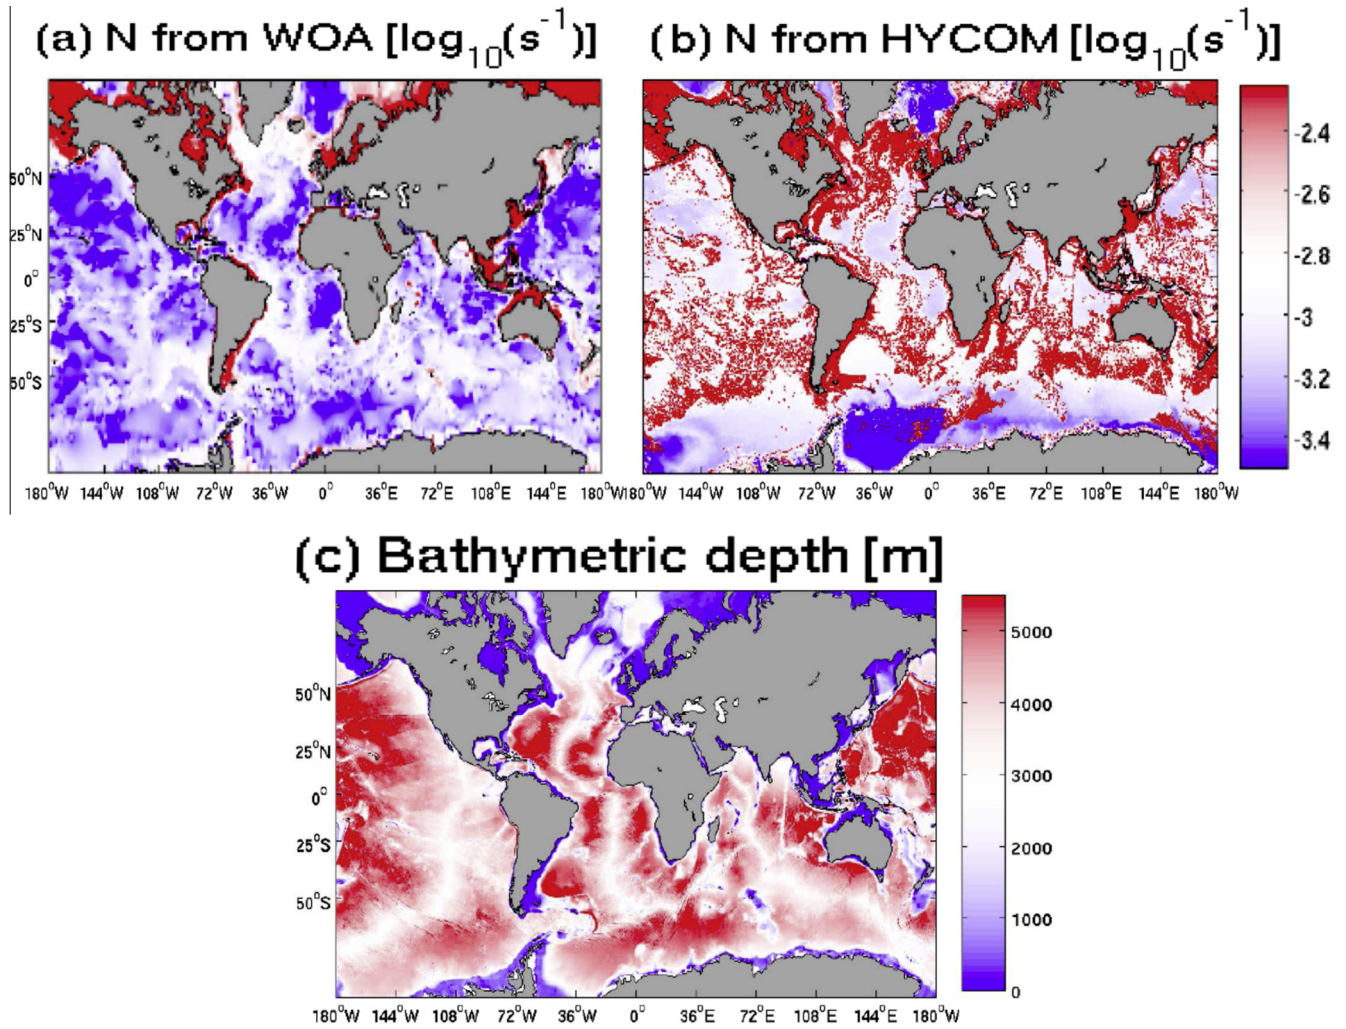 (a) N from WOA [log10(s-1)]
(b) N from HYCOM [log10(s-1)]
50°N
25°N
0°
25°S
50°S
180°W 144°W 108°W 72°W 36°W 0° 36°E 72°E 108°E 144°E 180°W
180°W 144°W 108°W 72°W 36°W 0° 36°E 72°E 108°E 144°E 180°W
-2.4
-2.6
-2.8
-3
-3.2
-3.4
(c) Bathymetric depth [m]
50°N
25°N
0°
25°S
50°S
180°W 144°W 108°W 72°W 36°W 0° 36°E 72°E 108°E 144°E 180°W
5000
4000
3000
2000
1000
0